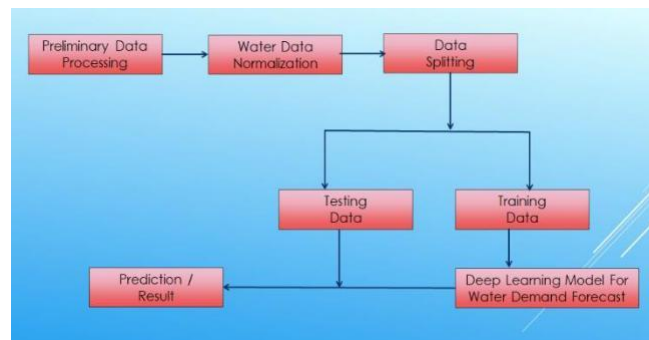 Preliminary Data
Processing
Water Data
Normalization
Data
Splitting
Testing
Data
Training
Data
Prediction /
Result
Deep Learning Model For
Water Demand Forecast